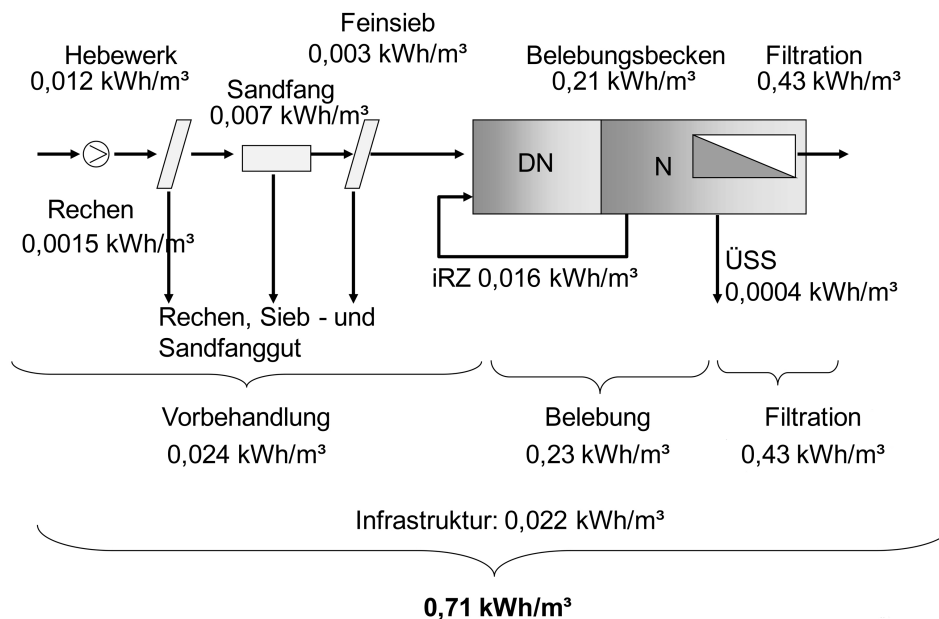 Feinsieb
0,003 kWh/m³
Hebewerk
0,012 kWh/m³
Belebungsbecken
0,21 kWh/m³
Filtration
0,43 kWh/m³
Sandfang
0,007 kWh/m³
DN
N
Rechen
0,0015 kWh/m³
iRZ 0,016 kWh/m³
ÜSS
0,0004 kWh/m³
Rechen, Sieb - und
Sandfanggut
Vorbehandlung
0,024 kWh/m³
Belebung
0,23 kWh/m³
Filtration
0,43 kWh/m³
Infrastruktur: 0,022 kWh/m³
0,71 kWh/m³